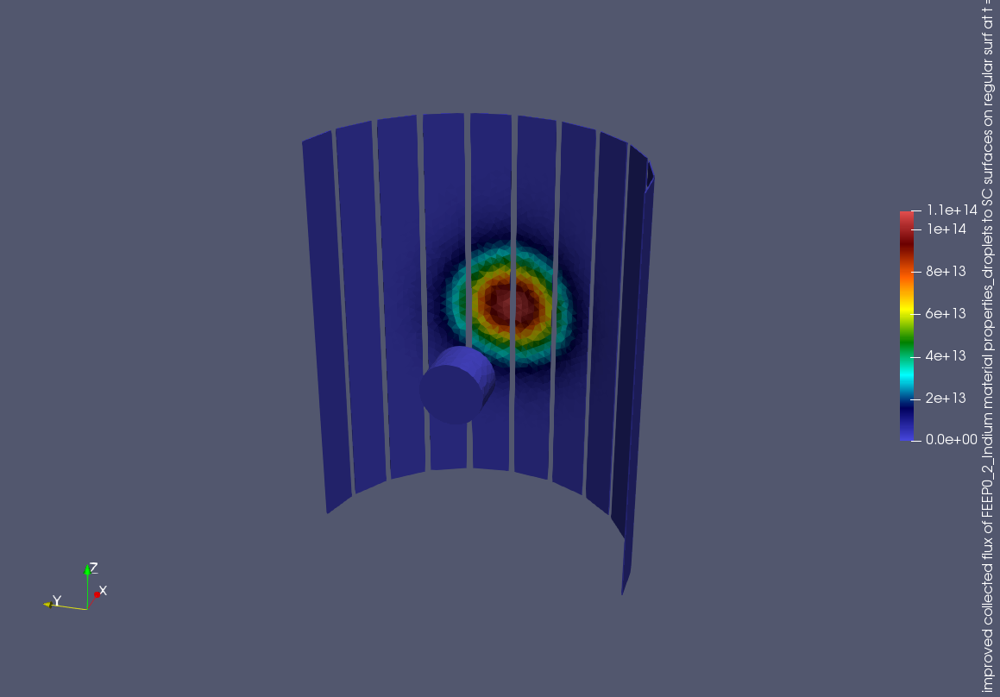 1.1e+14
1e+14
8e+13
6e+13
4e+13
2e+13
0.0e+00
improved collected flux of FEEP0_2_Indium material properties_droplets to SC surfaces on regular surf at t =
Z
Y
X